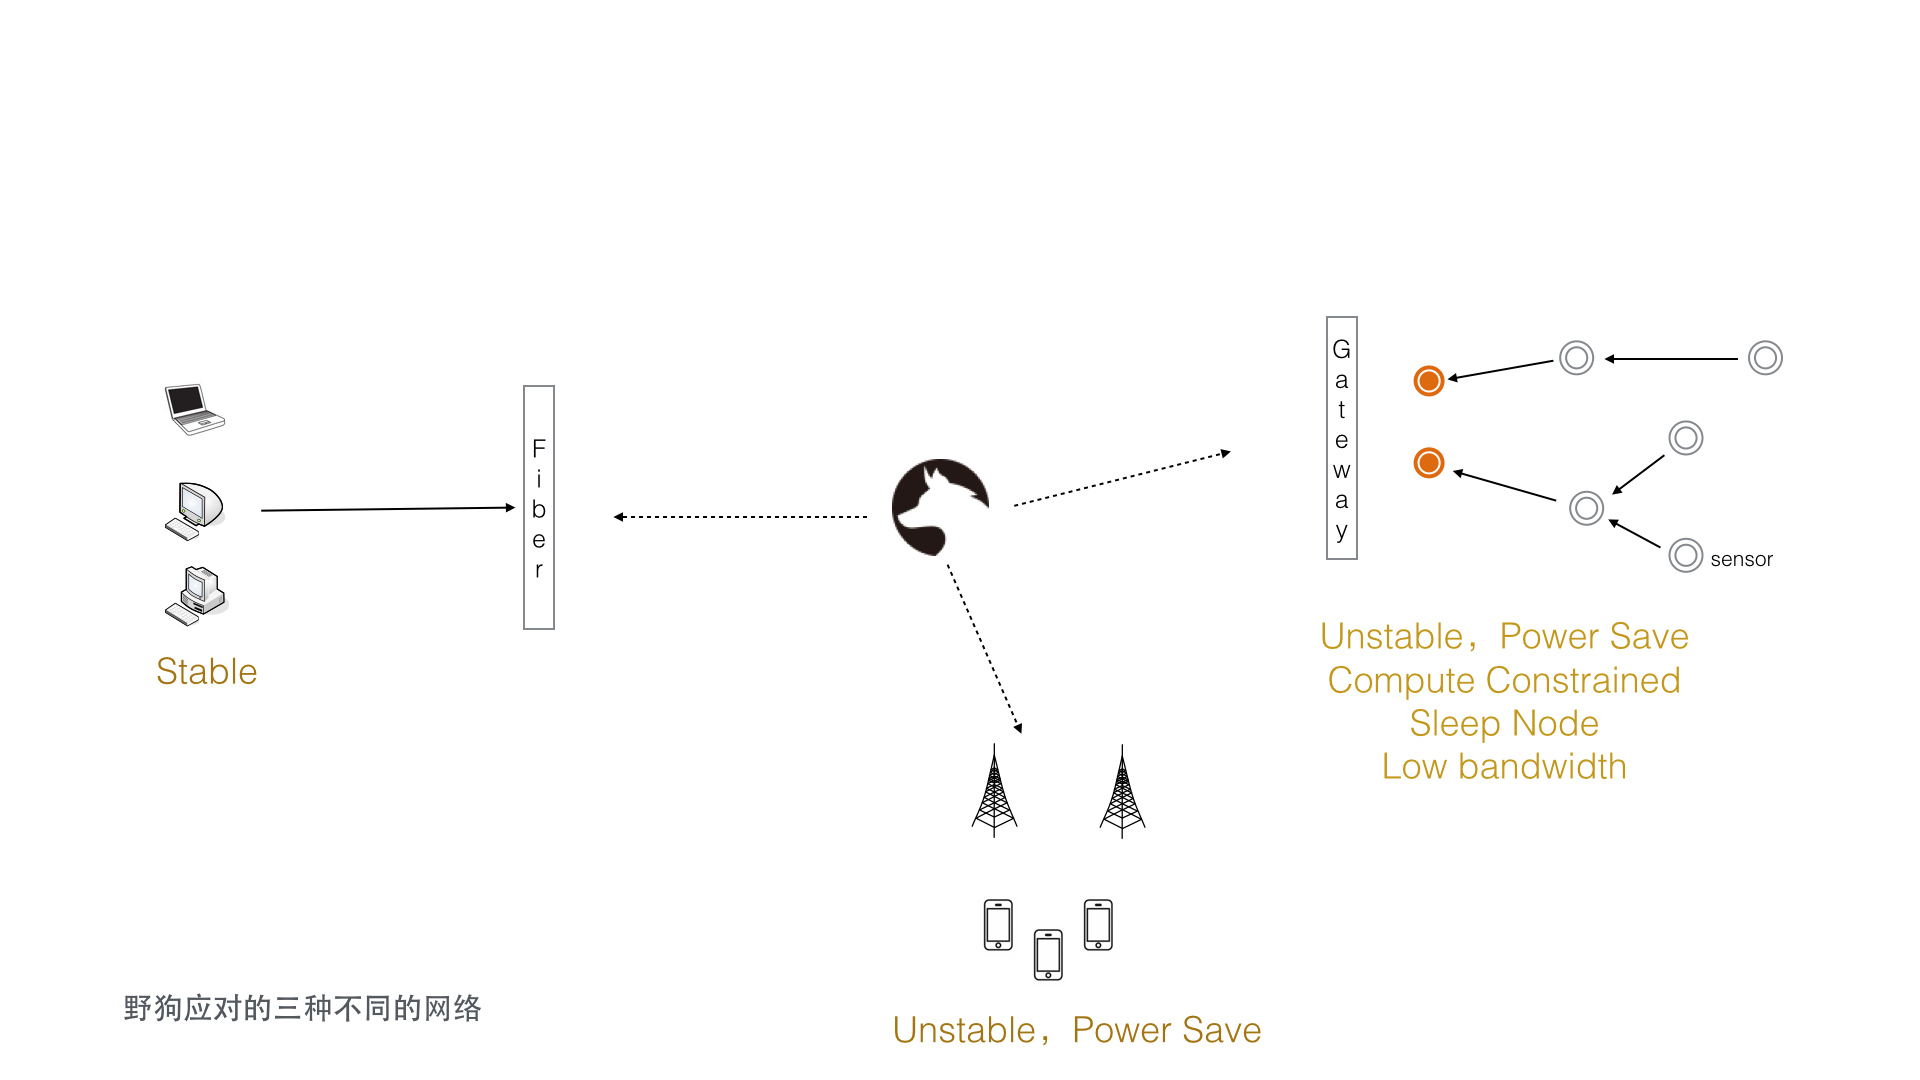 Fiber
Stable
Gateway
sensor
Unstable，Power Save
Compute Constrained
Sleep Node
Low bandwidth
Unstable，Power Save
野狗应对的三种不同的网络